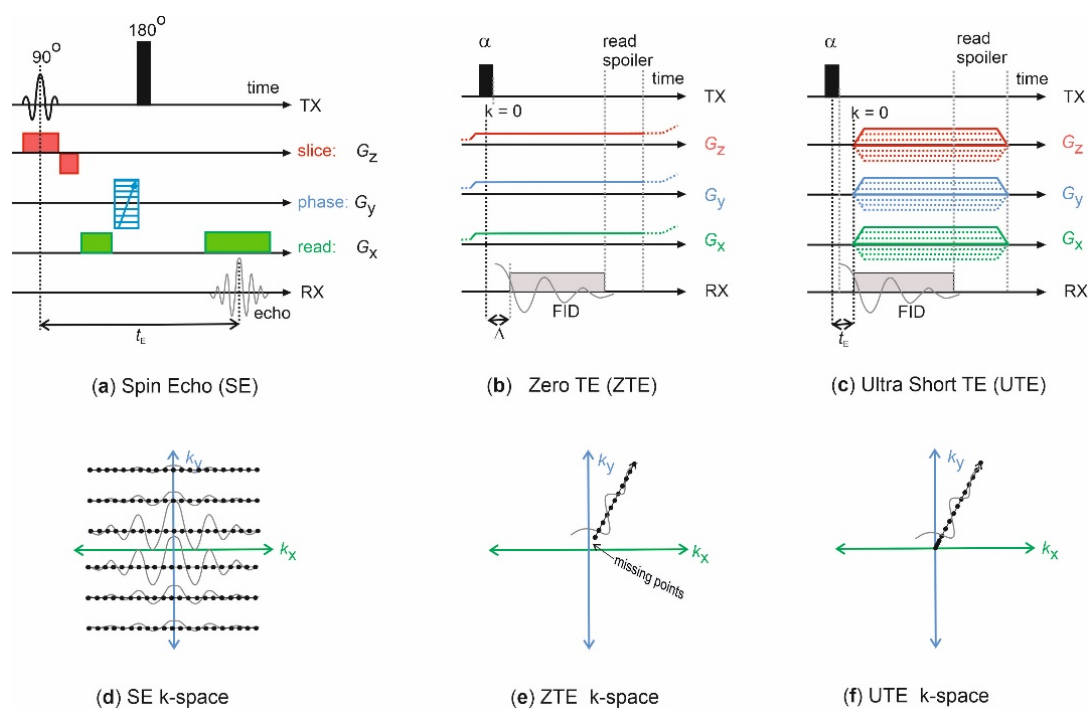 90°
180°
time
TX
slice: Gz
phase: Gy
read: Gx
RX
echo
tE
(a) Spin Echo (SE)
α
read
spoiler
time
TX
k = 0
Gz
Gy
Gx
RX
FID
Δ
(b) Zero TE (ZTE)
α
read
spoiler
time
TX
k = 0
Gz
Gy
Gx
RX
FID
tE
(c) Ultra Short TE (UTE)
ky
kx
(d) SE k-space
ky
kx
missing points
(e) ZTE k-space
ky
kx
(f) UTE k-space